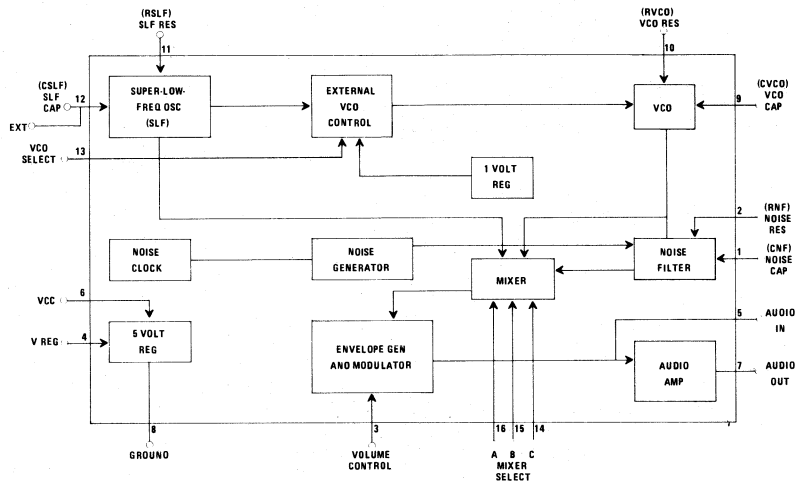 (RSLF)
SLF RES
11
(RVCO)
VCO RES
10
(CSLF)
SLF
CAP
12
EXT
SUPER-LOW-
FREQ OSC
(SLF)
EXTERNAL
VCO
CONTROL
VCO
9
(CVCO)
VCO
CAP
VCO
SELECT
13
1 VOLT
REG
2
(RNF)
NOISE
RES
NOISE
CLOCK
NOISE
GENERATOR
MIXER
NOISE
FILTER
1
(CNF)
NOISE
CAP
VCC
6
V REG
4
5 VOLT
REG
ENVELOPE GEN
AND MODULATOR
5
AUDIO
IN
AUDIO
AMP
7
AUDIO
OUT
8
GROUND
3
VOLUME
CONTROL
16
15
14
A B C
MIXER
SELECT